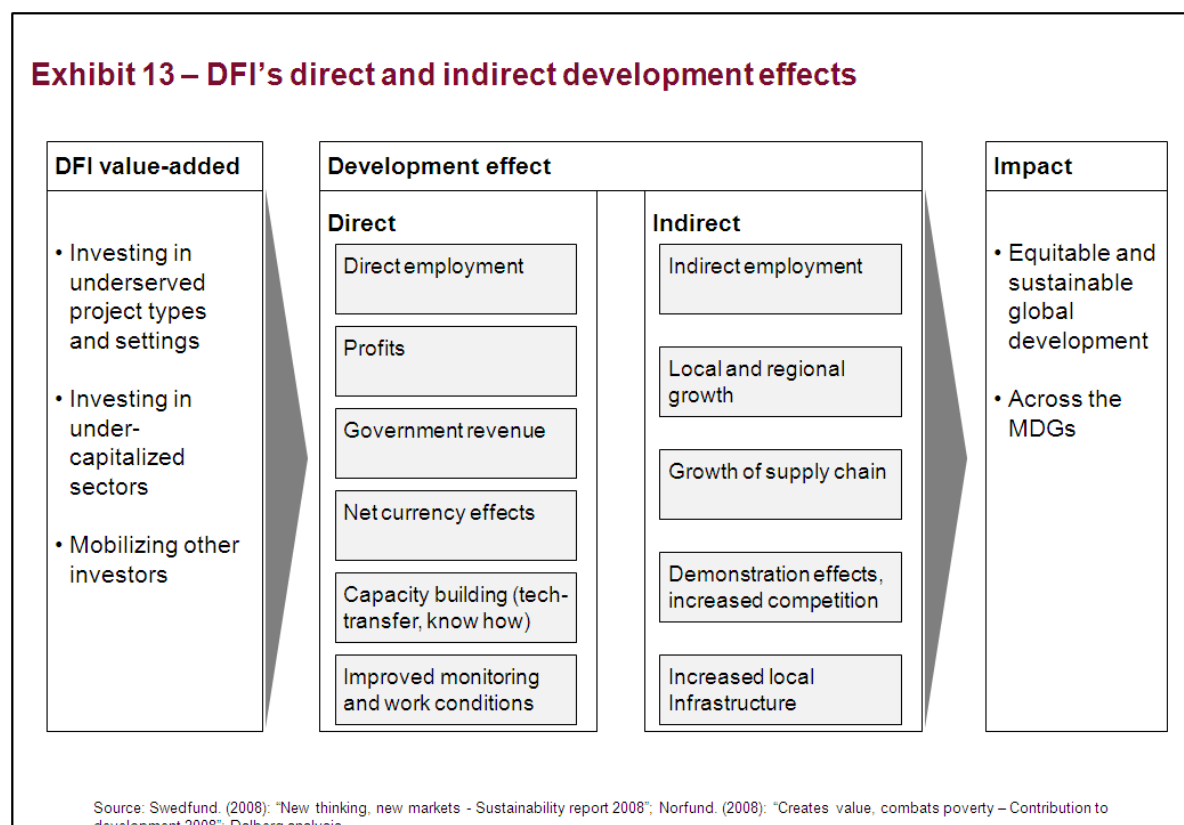 Exhibit 13 – DFI's direct and indirect development effects
DFI value-added
• Investing in
underserved
project types
and settings
• Investing in
under-
capitalized
sectors
• Mobilizing other
investors
Development effect
Direct
Direct employment
Profits
Government revenue
Net currency effects
Capacity building (tech-
transfer, know how)
Improved monitoring
and work conditions
Indirect
Indirect employment
Local and regional
growth
Growth of supply chain
Demonstration effects,
increased competition
Increased local
Infrastructure
Impact
• Equitable and
sustainable
global
development
• Across the
MDGs
Source: Swedfund. (2008): “New thinking, new markets - Sustainability report 2008”; Norfund. (2008): “Creates value, combats poverty – Contribution to
development 2008”; Dalberg analysis